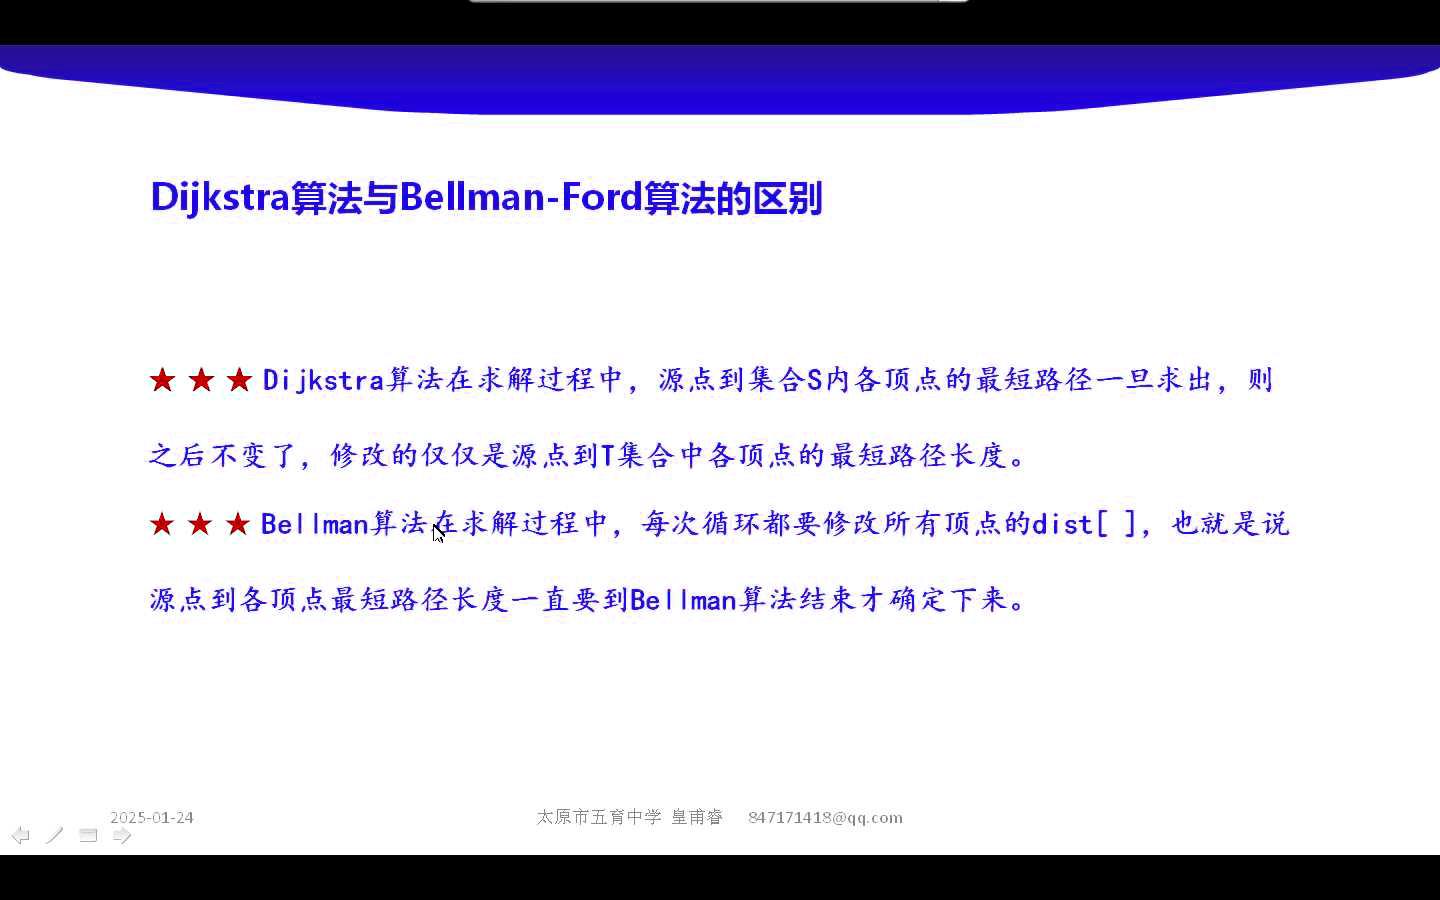 Dijkstra算法与Bellman-Ford算法的区别
★ ★ ★ Dijkstra算法在求解过程中，源点到集合S内各顶点的最短路径一旦求出，则
之后不变了，修改的仅仅是源点到T集合中各顶点的最短路径长度。
★ ★ ★ Bellman算法在求解过程中，每次循环都要修改所有顶点的dist[ ]，也就是说
源点到各顶点最短路径长度一直要到Bellman算法结束才确定下来。
2025-01-24 太原市五育中学 皇甫睿 847171418@qq.com